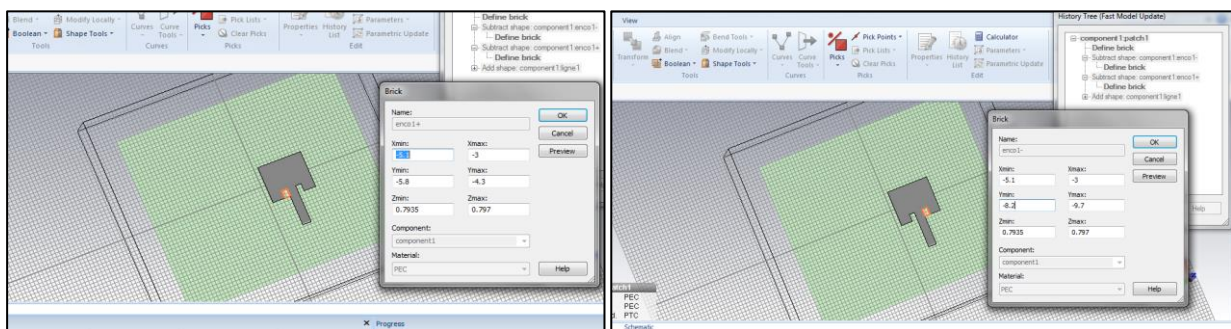 Blend
Modify Locally
Boolean
Shape Tools
Tools
Curves
Curve Tools
Curves
Picks
Pick Lists
Clear Picks
Picks
Properties
History List
Parameters
Parametric Update
Edit
Define brick
Subtract shape: component1:enco1-
Define brick
Subtract shape: component1:enco1+
Define brick
Add shape: component1:ligne1
Brick
Name:
enco1+
OK
Cancel
Preview
Xmin:
Xmax:
-5.1
-3
Ymin:
Ymax:
-5.8
-4.3
Zmin:
Zmax:
0.7935
0.797
Component:
component1
Material:
PEC
Help
Progress
View
Transform
Align
Blend
Boolean
Bend Tools
Modify Locally
Shape Tools
Tools
Curves
Curve Tools
Curves
Picks
Pick Points
Pick Lists
Clear Picks
Picks
Properties
History List
Calculator
Parameters
Parametric Update
Edit
History Tree (Fast Model Update)
component1:patch1
Define brick
Subtract shape: component1:enco1-
Define brick
Subtract shape: component1:enco1+
Define brick
Add shape: component1:ligne1
Brick
Name:
enco1-
OK
Cancel
Preview
Xmin:
Xmax:
-5.1
-3
Ymin:
Ymax:
-8.2
-9.7
Zmin:
Zmax:
0.7935
0.797
Component:
component1
Material:
PEC
Help
Help
atch1
PEC
PEC
PTC
Schematic